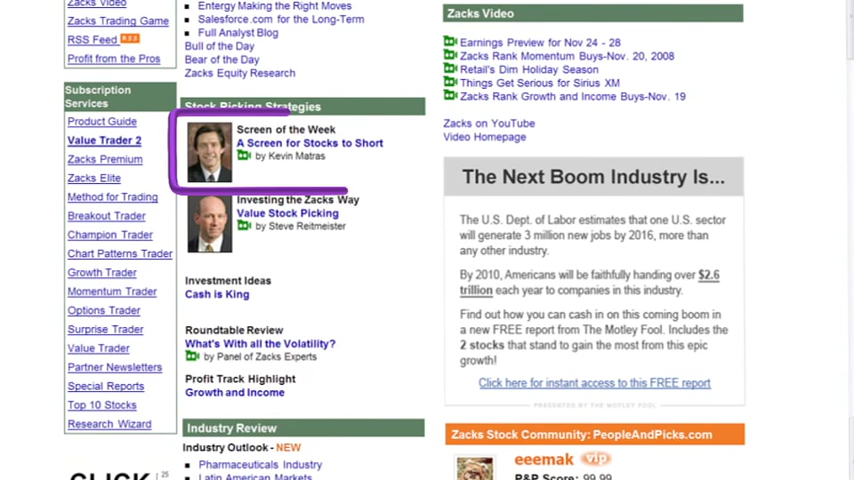 Zacks Video
Zacks Trading Game
RSS Feed RSS
Profit from the Pros
Subscription
Services
Product Guide
Value Trader 2
Zacks Premium
Zacks Elite
Method for Trading
Breakout Trader
Champion Trader
Chart Patterns Trader
Growth Trader
Momentum Trader
Options Trader
Surprise Trader
Value Trader
Partner Newsletters
Special Reports
Top 10 Stocks
Research Wizard
CLICK 25
Entergy Making the Right Moves
Salesforce.com for the Long-Term
Full Analyst Blog
Bull of the Day
Bear of the Day
Zacks Equity Research
Stock Picking Strategies
Screen of the Week
A Screen for Stocks to Short
by Kevin Matras
Investing the Zacks Way
Value Stock Picking
by Steve Reitmeister
Investment Ideas
Cash is King
Roundtable Review
What's With all the Volatility?
by Panel of Zacks Experts
Profit Track Highlight
Growth and Income
Industry Review
Industry Outlook - NEW
Pharmaceuticals Industry
Latin American Markets
Zacks Video
Earnings Preview for Nov 24 - 28
Zacks Rank Momentum Buys-Nov. 20, 2008
Retail's Dim Holiday Season
Things Get Serious for Sirius XM
Zacks Rank Growth and Income Buys-Nov. 19
Zacks on YouTube
Video Homepage
The Next Boom Industry Is...
The U.S. Dept. of Labor estimates that one U.S. sector
will generate 3 million new jobs by 2016, more than
any other industry.
By 2010, Americans will be faithfully handing over $2.6
trillion each year to companies in this industry.
Find out how you can cash in on this coming boom in
a new FREE report from The Motley Fool. Includes the
2 stocks that stand to gain the most from this epic
growth!
Click here for instant access to this FREE report
PRESENTED BY THE MOTLEY FOOL
Zacks Stock Community: PeopleAndPicks.com
eeemak vip
P&P Score: 99.99